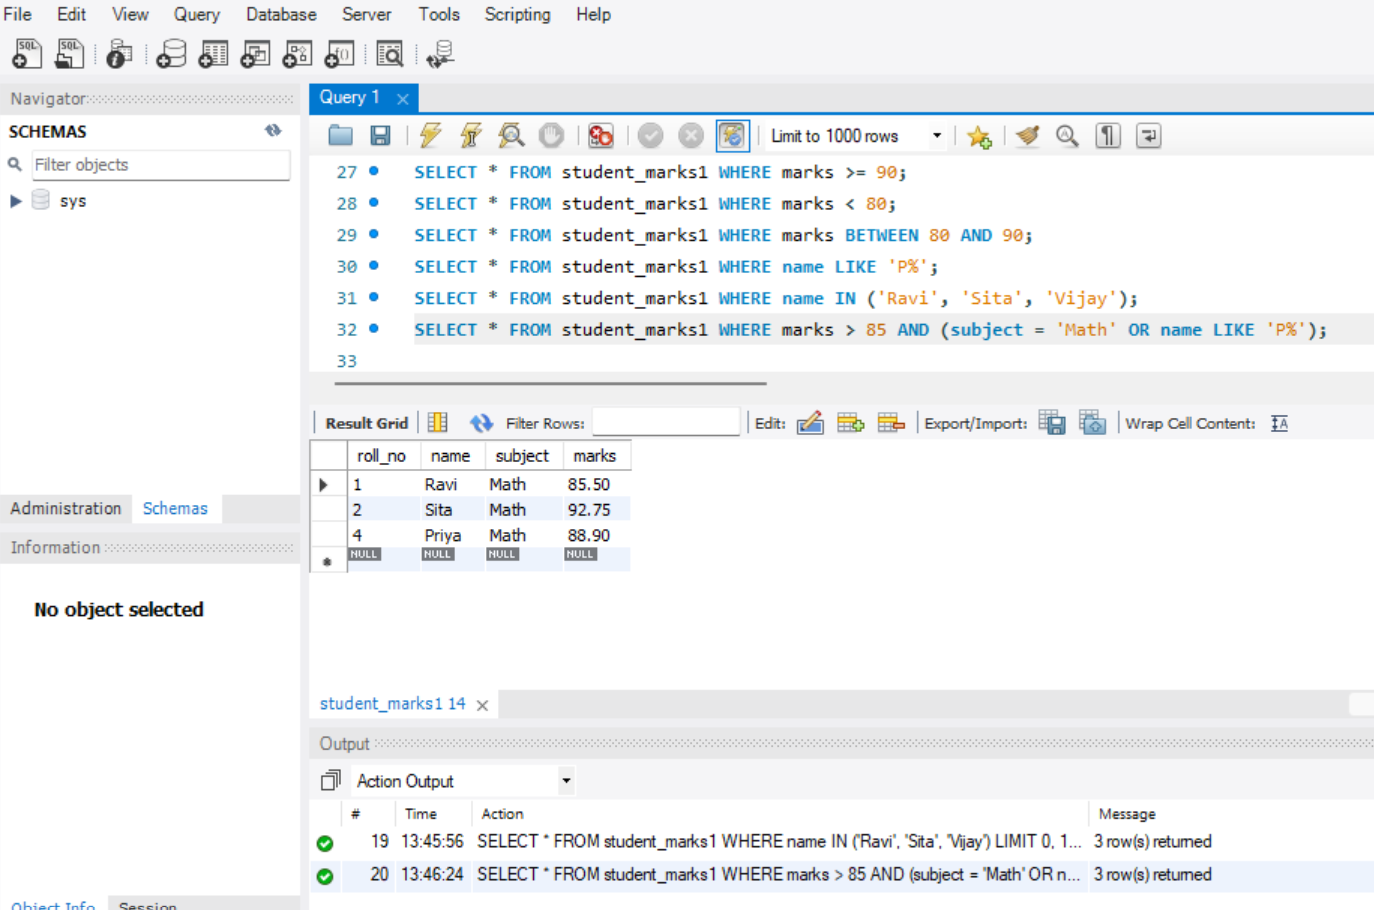 File Edit View Query Database Server Tools Scripting Help
SQL SQL
Navigator
SCHEMAS
Filter objects
sys
Administration Schemas
Information
No object selected
Object Info Session
Query 1
Limit to 1000 rows
27 SELECT * FROM student_marks1 WHERE marks >= 90;
28 SELECT * FROM student_marks1 WHERE marks < 80;
29 SELECT * FROM student_marks1 WHERE marks BETWEEN 80 AND 90;
30 SELECT * FROM student_marks1 WHERE name LIKE 'P%';
31 SELECT * FROM student_marks1 WHERE name IN ('Ravi', 'Sita', 'Vijay');
32 SELECT * FROM student_marks1 WHERE marks > 85 AND (subject = 'Math' OR name LIKE 'P%');
33
Result Grid Filter Rows: Edit: Export/Import: Wrap Cell Content:
roll_no name subject marks
1 Ravi Math 85.50
2 Sita Math 92.75
4 Priya Math 88.90
NULL NULL NULL NULL
student_marks1 14
Output
Action Output
# Time Action Message
19 13:45:56 SELECT * FROM student_marks1 WHERE name IN ('Ravi', 'Sita', 'Vijay') LIMIT 0, 1... 3 row(s) returned
20 13:46:24 SELECT * FROM student_marks1 WHERE marks > 85 AND (subject = 'Math' OR n... 3 row(s) returned